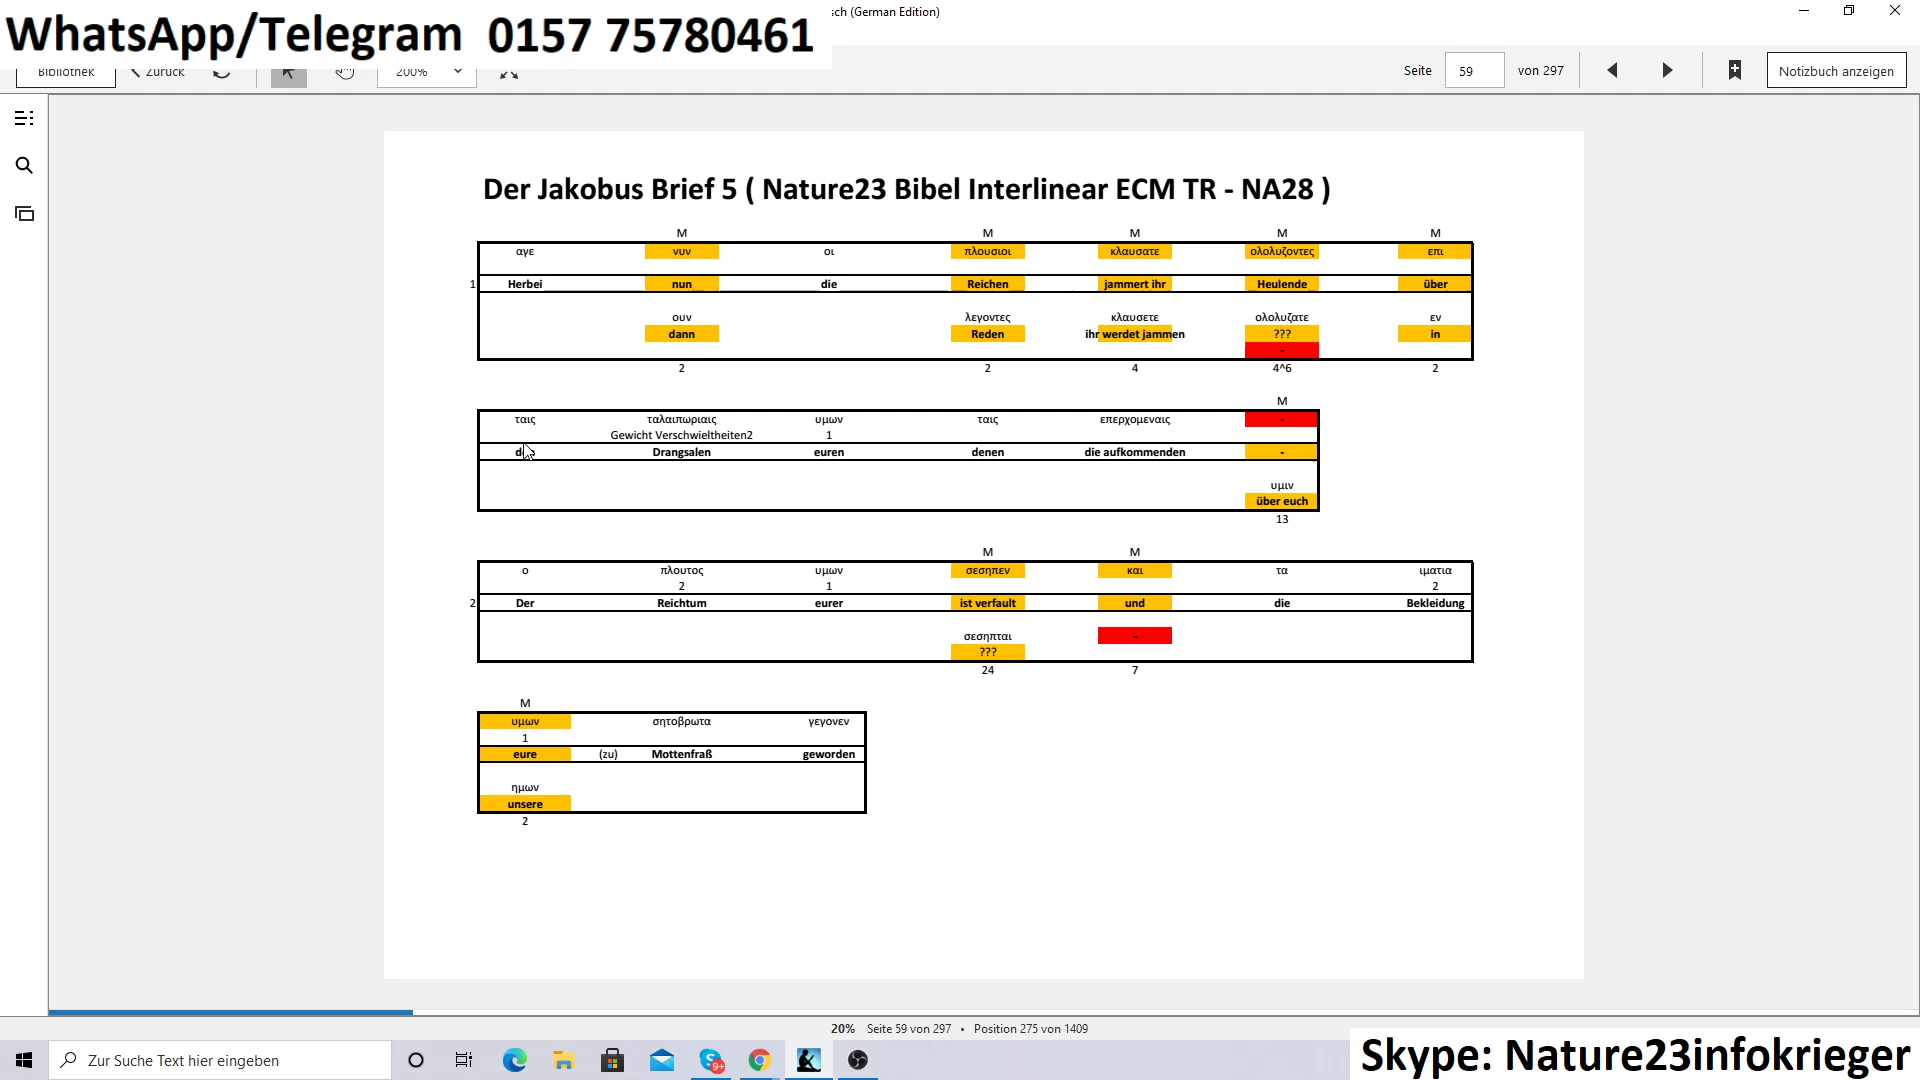 WhatsApp/Telegram 0157 75780461
sch (German Edition)
Bibliothek Zurück 200% Seite 59 von 297 Notizbuch anzeigen
Der Jakobus Brief 5 ( Nature23 Bibel Interlinear ECM TR - NA28 )
M M M M M
αγε νυν οι πλουσιοι κλαυσατε ολολυζοντες επι
1 Herbei nun die Reichen jammert ihr Heulende über
ουν λεγοντες κλαυσετε ολολυζατε εν
dann Reden ihr werdet jammen ??? in
-
2 2 4 4^6 2
M
ταις ταλαιπωριαις υμων ταις επερχομεναις -
Gewicht Verschwieltheiten2 1
Drangsalen euren denen die aufkommenden -
υμιν
über euch
13
M M
ο πλουτος υμων σεσηπεν και τα ιματια
2 1 2
2 Der Reichtum eurer ist verfault und die Bekleidung
σεσηπται -
???
24 7
M
υμων σητοβρωτα γεγονεν
1
eure (zu) Mottenfraß geworden
ημων
unsere
2
20% Seite 59 von 297 • Position 275 von 1409
Zur Suche Text hier eingeben
9+
Skype: Nature23infokrieger